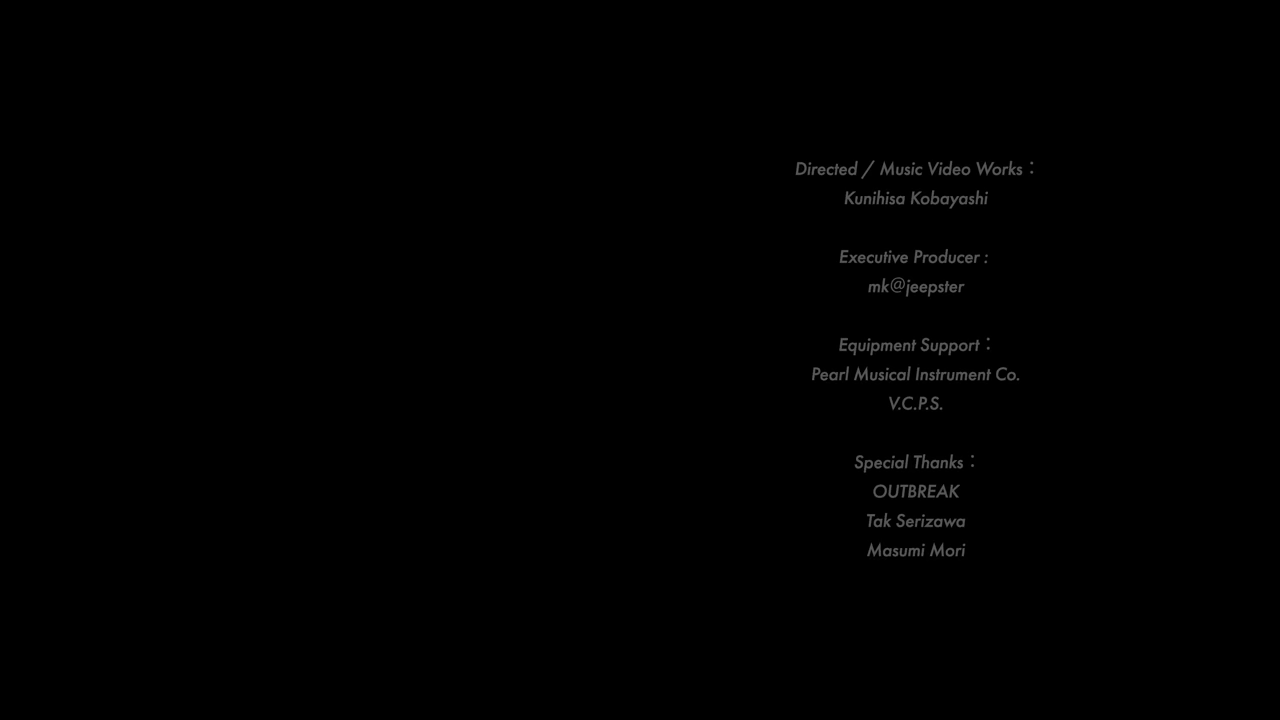 Directed / Music Video Works：
Kunihisa Kobayashi
Executive Producer :
mk@jeepster
Equipment Support：
Pearl Musical Instrument Co.
V.C.P.S.
Special Thanks：
OUTBREAK
Tak Serizawa
Masumi Mori